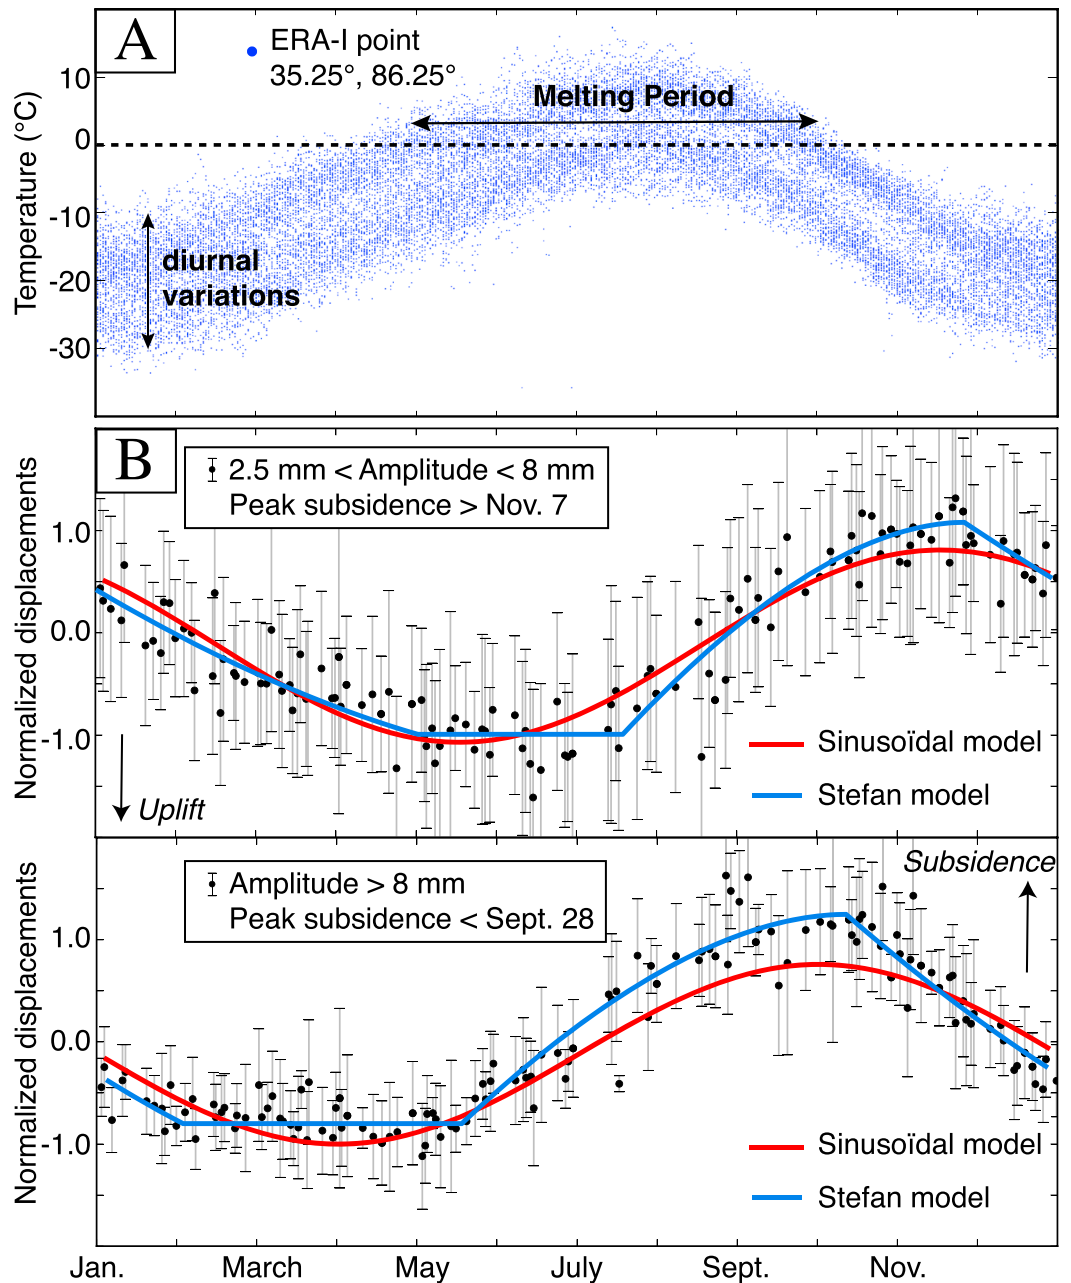 A
ERA-I point
35.25°, 86.25°
Melting Period
diurnal
variations
Temperature (°C)
10
0
-10
-20
-30
B
2.5 mm < Amplitude < 8 mm
Peak subsidence > Nov. 7
Normalized displacements
1.0
0.0
-1.0
Uplift
Sinusoïdal model
Stefan model
Amplitude > 8 mm
Peak subsidence < Sept. 28
Subsidence
Normalized displacements
1.0
0.0
-1.0
Sinusoïdal model
Stefan model
Jan. March May July Sept. Nov.